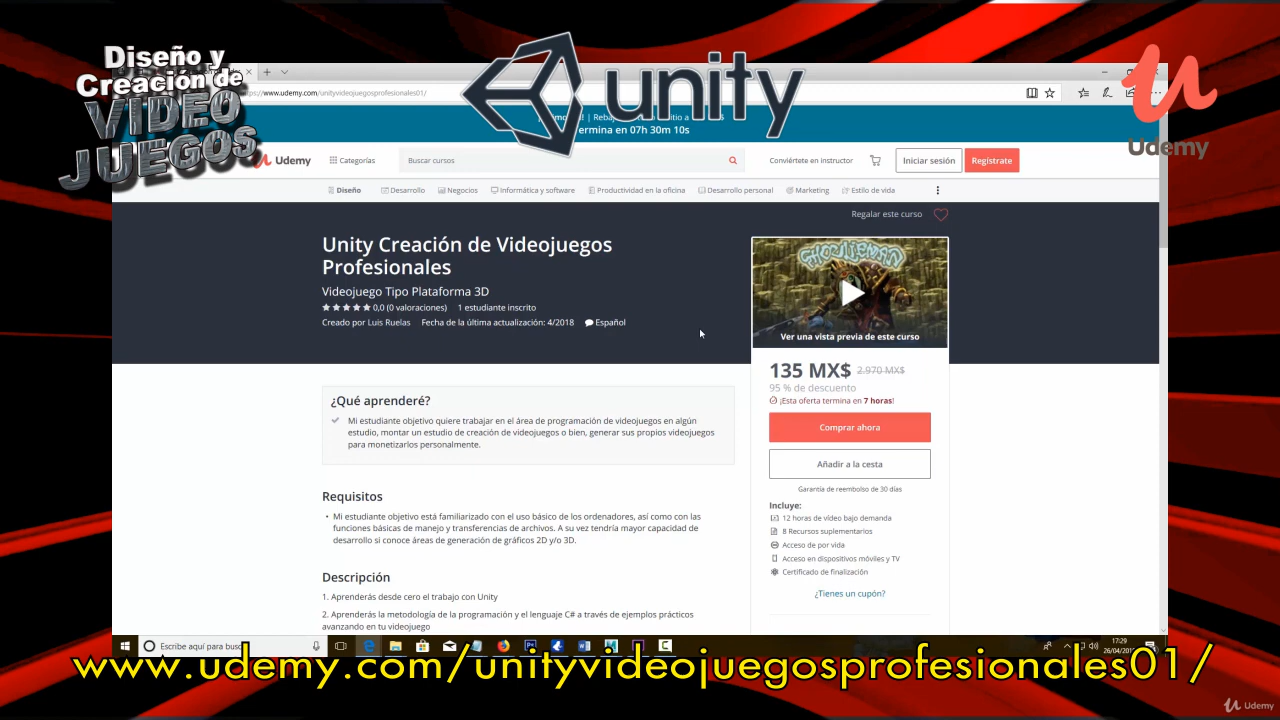 Diseño y
Creación de
VIDEO
JUEGOS
unity
Udemy
https://www.udemy.com/unityvideojuegosprofesionales01/
ermina en 07h 30m 10s
Udemy
Categorías
Buscar cursos
Conviértete en instructor
Iniciar sesión
Regístrate
Diseño
Desarrollo
Negocios
Informática y software
Productividad en la oficina
Desarrollo personal
Marketing
Estilo de vida
Regalar este curso
Unity Creación de Videojuegos
Profesionales
Videojuego Tipo Plataforma 3D
0,0 (0 valoraciones) 1 estudiante inscrito
Creado por Luis Ruelas Fecha de la última actualización: 4/2018 Español
GHOULIEMAN
Ver una vista previa de este curso
135 MX$ 2.970 MX$
95 % de descuento
¡Esta oferta termina en 7 horas!
Comprar ahora
Añadir a la cesta
Garantía de reembolso de 30 días
Incluye:
12 horas de vídeo bajo demanda
8 Recursos suplementarios
Acceso de por vida
Acceso en dispositivos móviles y TV
Certificado de finalización
¿Tienes un cupón?
¿Qué aprenderé?
Mi estudiante objetivo quiere trabajar en el área de programación de videojuegos en algún
estudio, montar un estudio de creación de videojuegos o bien, generar sus propios videojuegos
para monetizarlos personalmente.
Requisitos
• Mi estudiante objetivo está familiarizado con el uso básico de los ordenadores, así como con las
funciones básicas de manejo y transferencias de archivos. A su vez tendría mayor capacidad de
desarrollo si conoce áreas de generación de gráficos 2D y/o 3D.
Descripción
1. Aprenderás desde cero el trabajo con Unity
2. Aprenderás la metodología de la programación y el lenguaje C# a través de ejemplos prácticos
avanzando en tu videojuego
Escribe aquí para busc
17:29
26/04/20
www.udemy.com/unityvideojuegosprofesionales01/
Udemy